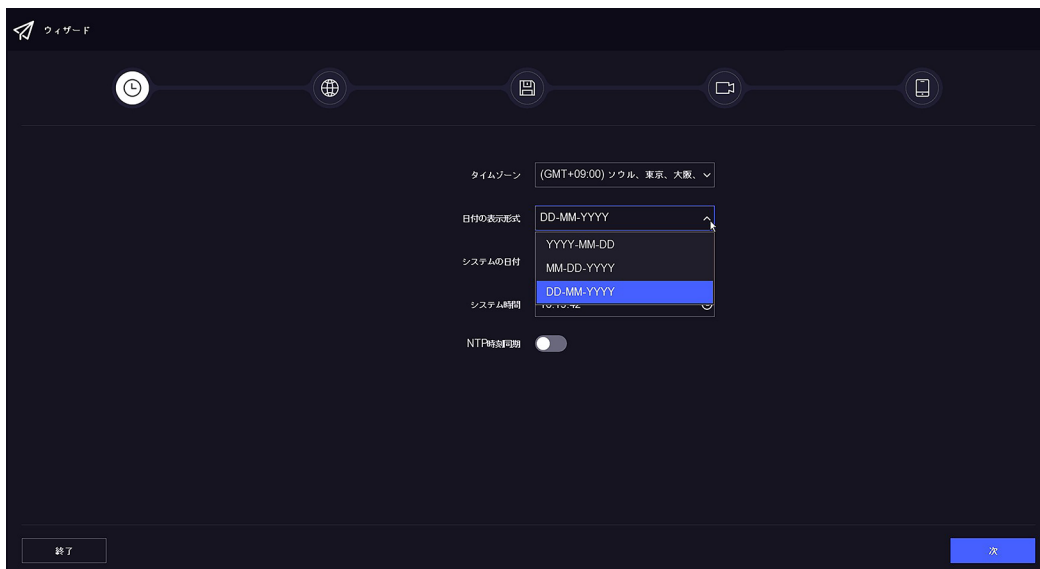 ウィザード
タイムゾーン (GMT+09:00) ソウル、東京、大阪、
日付の表示形式 DD-MM-YYYY
YYYY-MM-DD
システムの日付
MM-DD-YYYY
DD-MM-YYYY
システム時間
NTP時刻同期
終了 次